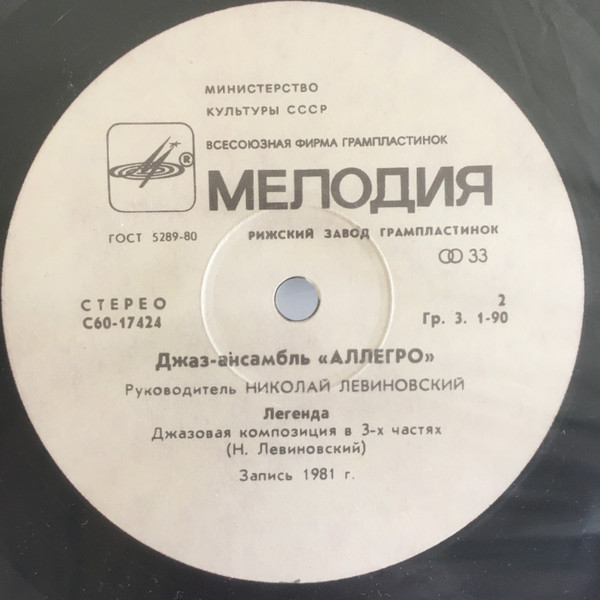 МИНИСТЕРСТВО
КУЛЬТУРЫ СССР
ВСЕСОЮЗНАЯ ФИРМА ГРАМПЛАСТИНОК
® МЕЛОДИЯ
ГОСТ 5289-80 РИЖСКИЙ ЗАВОД ГРАМПЛАСТИНОК
33
СТЕРЕО 2
С60-17424 Гр. 3. 1-90
Джаз-ансамбль «АЛЛЕГРО»
Руководитель НИКОЛАЙ ЛЕВИНОВСКИЙ
Легенда
Джазовая композиция в 3-х частях
(Н. Левиновский)
Запись 1981 г.